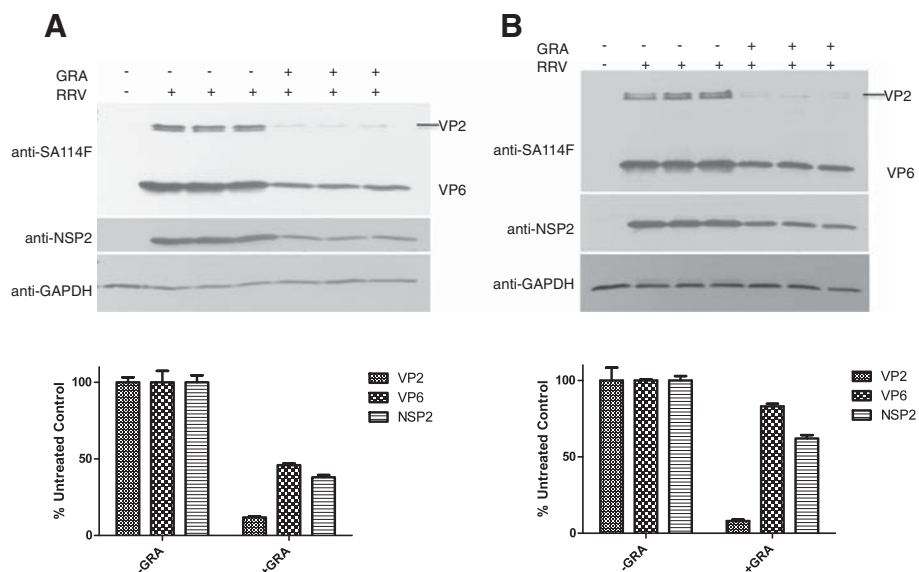 A
GRA - - - - + + +
RRV - + + + + + +
VP2
anti-SA114F
VP6
anti-NSP2
anti-GAPDH
% Untreated Control
100
50
0
-GRA
+GRA
VP2
VP6
NSP2
B
GRA - - - - + + +
RRV - + + + + + +
VP2
anti-SA114F
VP6
anti-NSP2
anti-GAPDH
% Untreated Control
100
50
0
-GRA
+GRA
VP2
VP6
NSP2